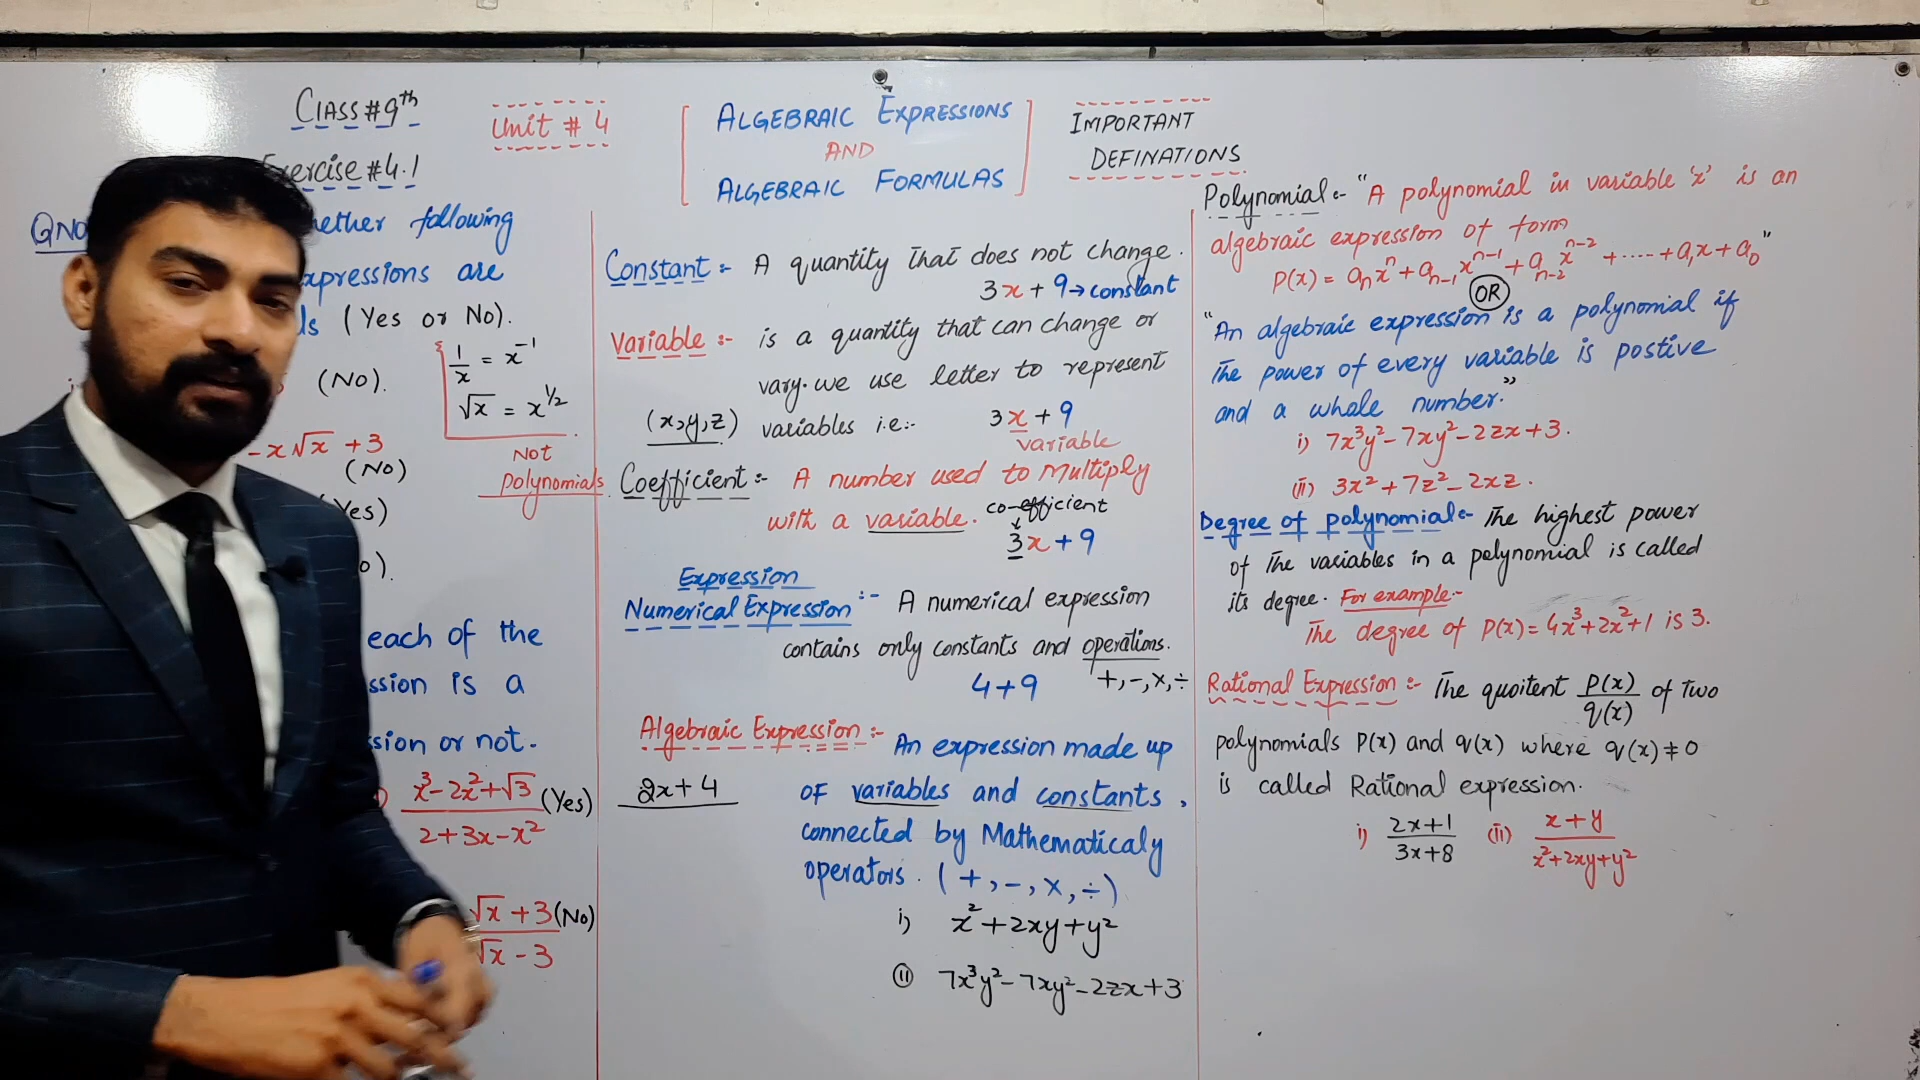 CLASS#9th
Exercise #4.1
Unit # 4
ALGEBRAIC EXPRESSIONS
AND
ALGEBRAIC FORMULAS
IMPORTANT
DEFINATIONS
QNO
following
expressions are
(Yes or No).
(No).
1/x = x⁻¹
√x = x^1/2
Not
Polynomials
-x√x +3
(No)
(Yes)
each of the
is a
or not.
x³-2x²+√3 / 2+3x-x² (Yes)
√x+3 / √x-3 (No)
Constant:- A quantity that does not change.
3x+9→constant
Variable:- is a quantity that can change or
vary. we use letter to represent
(x,y,z) variables i.e:- 3x+9
variable
Coefficient:- A number used to Multiply
with a variable. co-efficient
3x+9
Expression
Numerical Expression:- A numerical expression
contains only constants and operations.
4+9 +,-,×,÷
Algebraic Expression:- An expression made up
2x+4 of variables and constants,
connected by Mathematicaly
operators. (+,-,×,÷)
i) x²+2xy+y²
(ii) 7x³y²-7xy²-2zx+3
Polynomial:- "A polynomial in variable 'x' is an
algebraic expression of form
P(x) = aₙxⁿ+aₙ₋₁xⁿ⁻¹+aₙ₋₂xⁿ⁻²+.....+a₁x+a₀"
OR
"An algebraic expression is a polynomial if
the power of every variable is postive
and a whole number."
i) 7x³y²-7xy²-2zx+3.
(ii) 3x²+7z²-2xz.
Degree of polynomial:- The highest power
of the variables in a polynomial is called
its degree. For example:-
The degree of P(x)=4x³+2x²+1 is 3.
Rational Expression:- The quoitent P(x)/q(x) of two
polynomials P(x) and q(x) where q(x)≠0
is called Rational expression.
i) 2x+1 / 3x+8 (ii) x+y / x²+2xy+y²